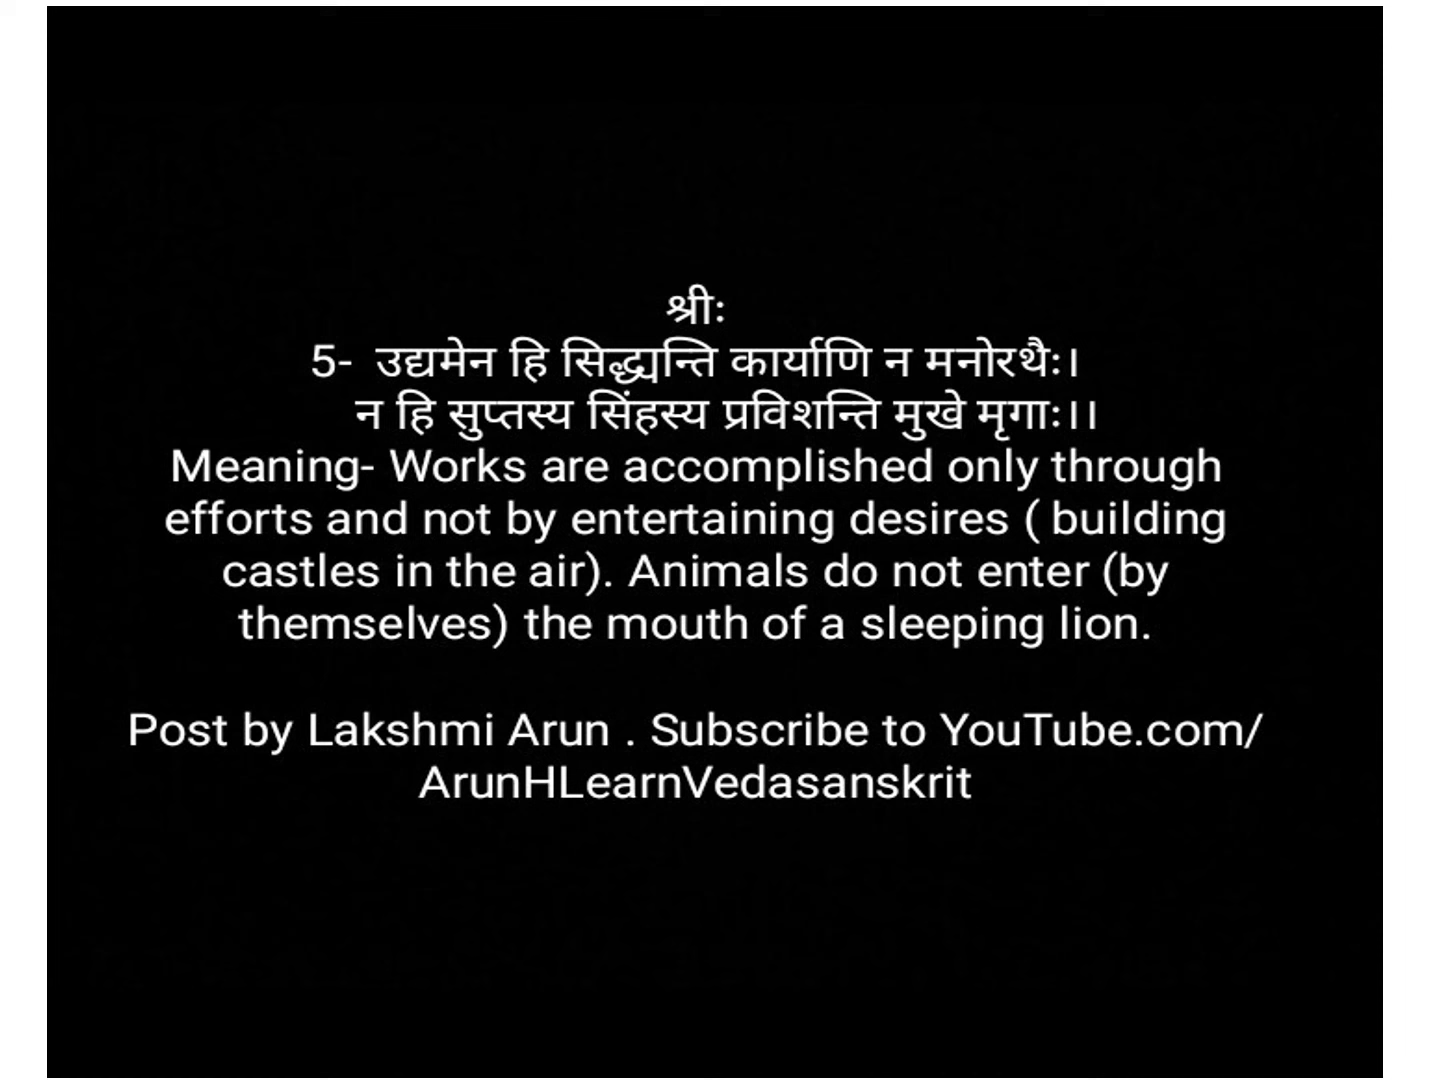 श्रीः
5- उद्यमेन हि सिद्ध्यन्ति कार्याणि न मनोरथैः।
न हि सुप्तस्य सिंहस्य प्रविशन्ति मुखे मृगाः।।
Meaning- Works are accomplished only through
efforts and not by entertaining desires ( building
castles in the air). Animals do not enter (by
themselves) the mouth of a sleeping lion.
Post by Lakshmi Arun . Subscribe to YouTube.com/
ArunHLearnVedasanskrit